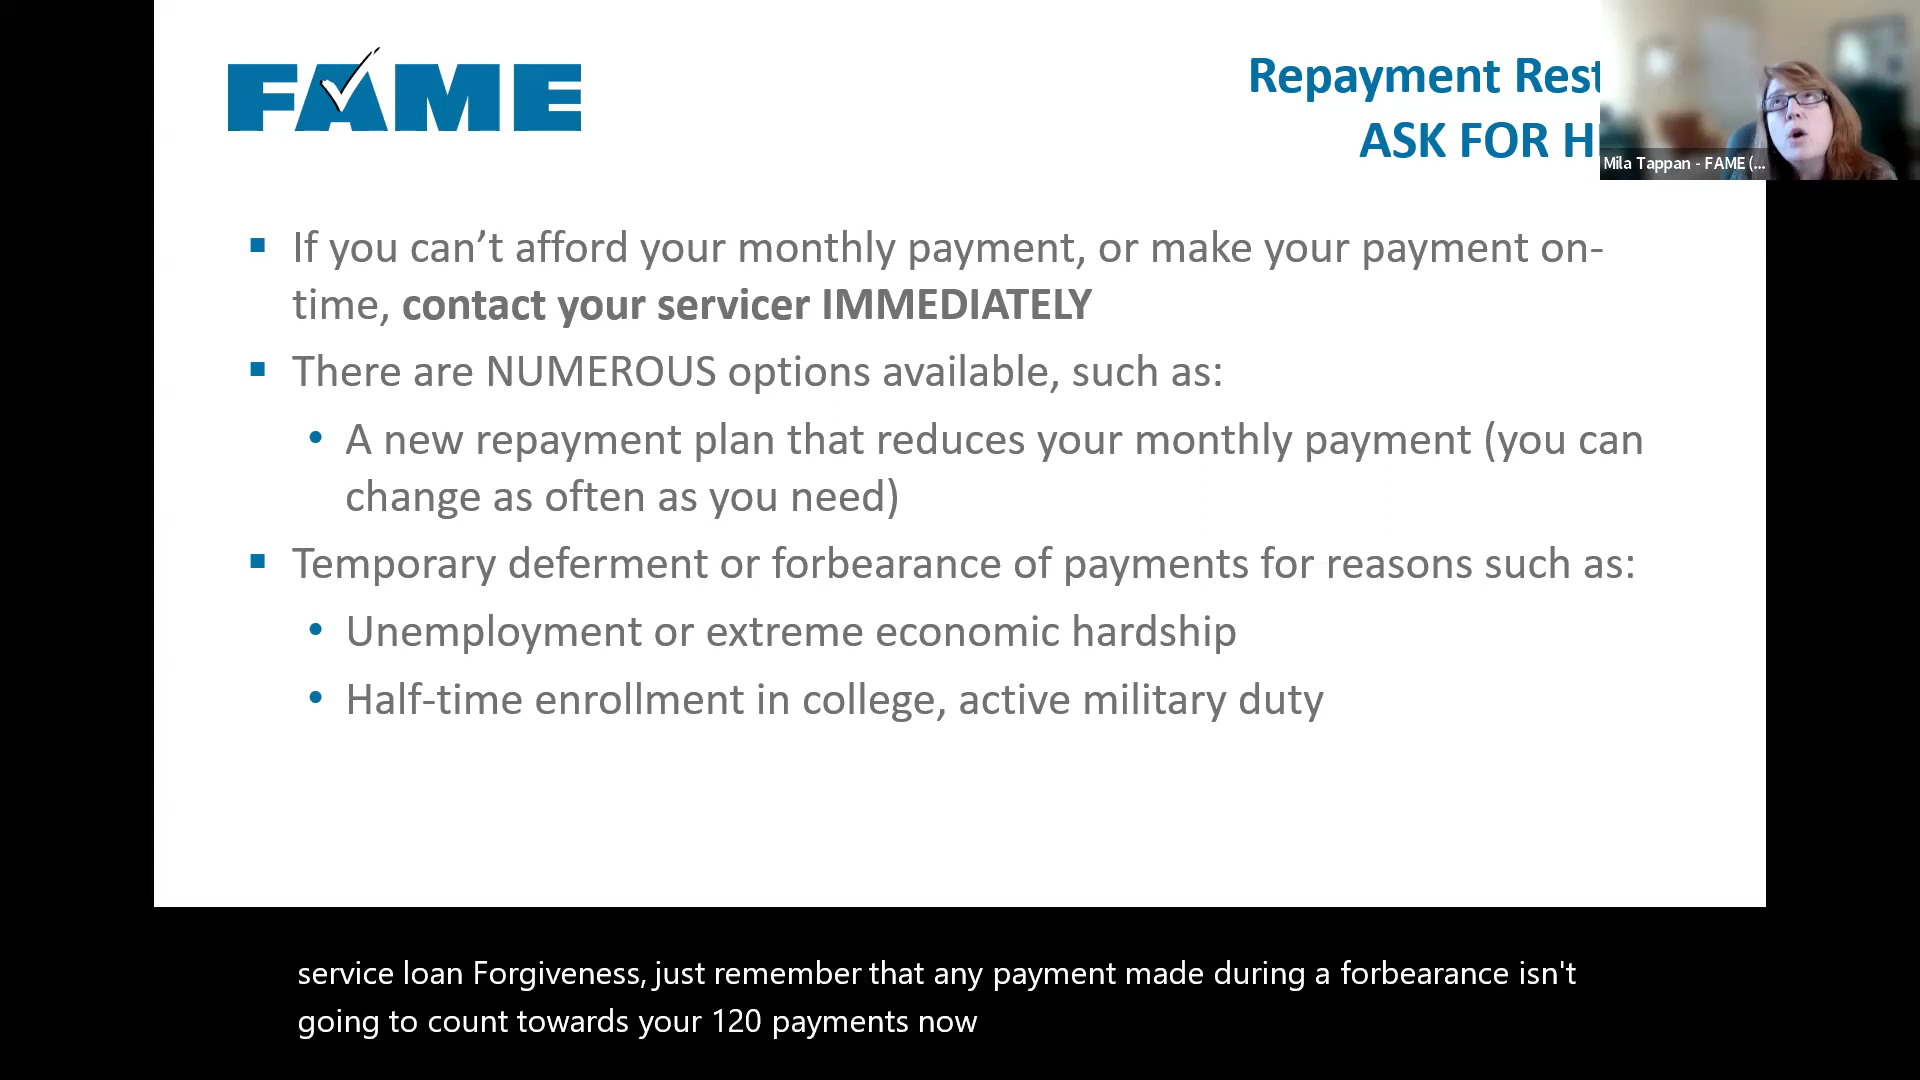 FAME
Repayment Rest
ASK FOR H
Mila Tappan - FAME (...
▪ If you can’t afford your monthly payment, or make your payment on-
time, contact your servicer IMMEDIATELY
▪ There are NUMEROUS options available, such as:
• A new repayment plan that reduces your monthly payment (you can
change as often as you need)
▪ Temporary deferment or forbearance of payments for reasons such as:
• Unemployment or extreme economic hardship
• Half-time enrollment in college, active military duty
service loan Forgiveness, just remember that any payment made during a forbearance isn't
going to count towards your 120 payments now